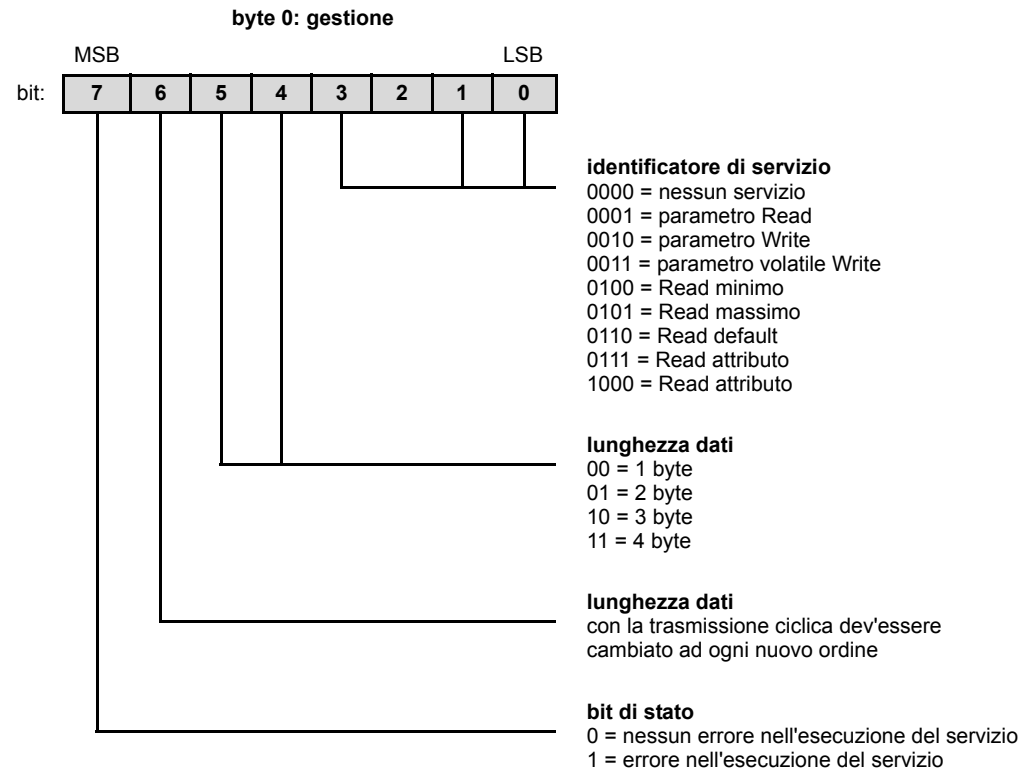 byte 0: gestione
MSB LSB
bit: 7 6 5 4 3 2 1 0
identificatore di servizio
0000 = nessun servizio
0001 = parametro Read
0010 = parametro Write
0011 = parametro volatile Write
0100 = Read minimo
0101 = Read massimo
0110 = Read default
0111 = Read attributo
1000 = Read attributo
lunghezza dati
00 = 1 byte
01 = 2 byte
10 = 3 byte
11 = 4 byte
lunghezza dati
con la trasmissione ciclica dev'essere
cambiato ad ogni nuovo ordine
bit di stato
0 = nessun errore nell'esecuzione del servizio
1 = errore nell'esecuzione del servizio